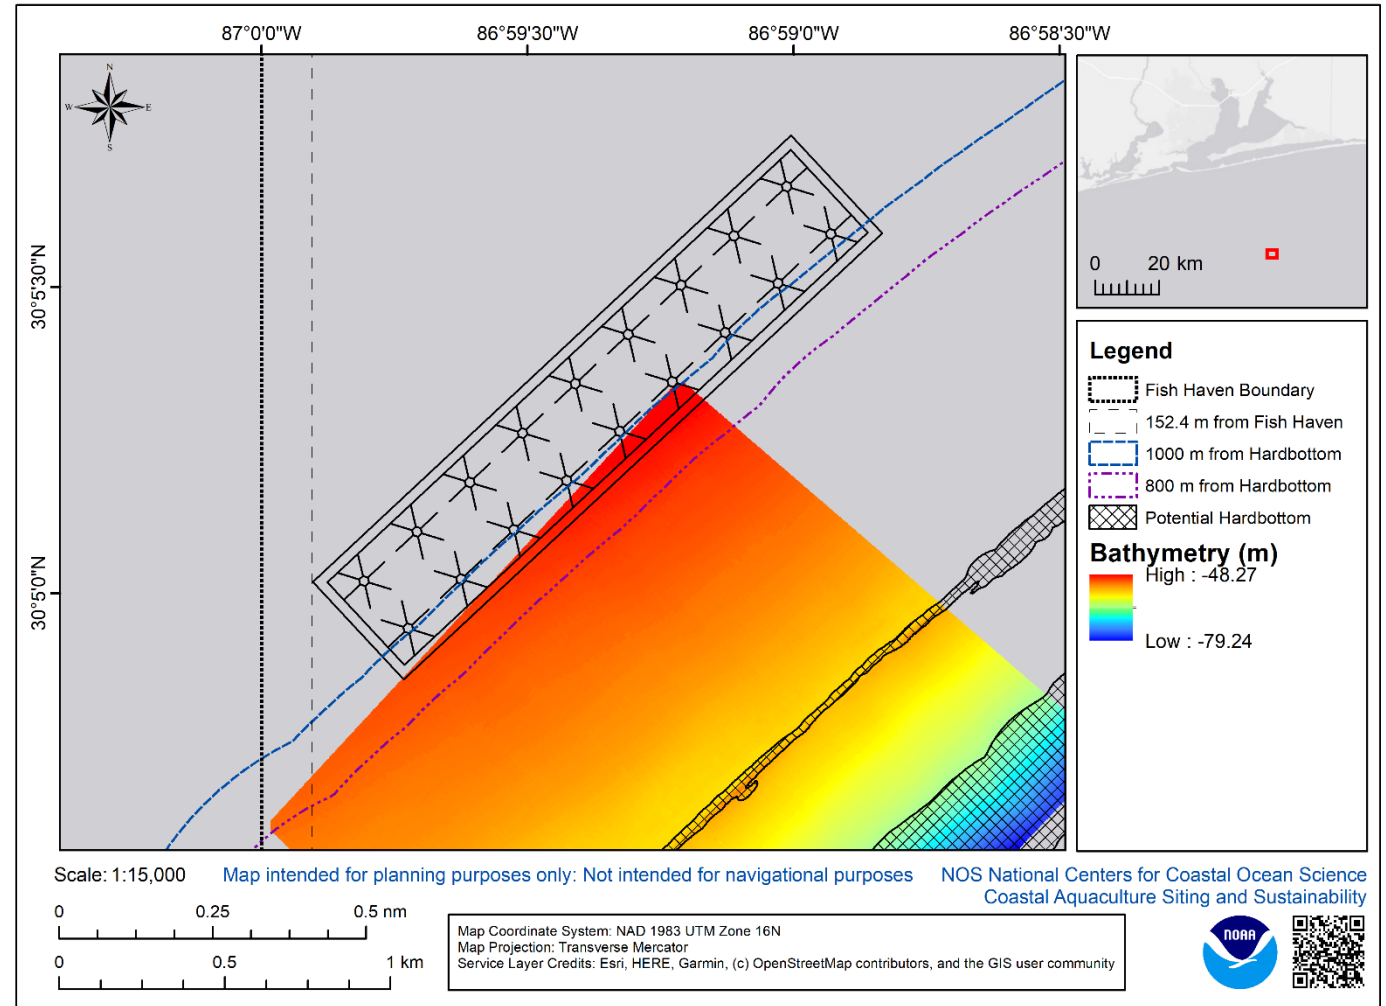 87°0'0"W 86°59'30"W 86°59'0"W 86°58'30"W
N
W E
S
30°5'30"N
30°5'0"N
0 20 km
Legend
Fish Haven Boundary
152.4 m from Fish Haven
1000 m from Hardbottom
800 m from Hardbottom
Potential Hardbottom
Bathymetry (m)
High : -48.27
Low : -79.24
Scale: 1:15,000 Map intended for planning purposes only: Not intended for navigational purposes NOS National Centers for Coastal Ocean Science
Coastal Aquaculture Siting and Sustainability
0 0.25 0.5 nm
0 0.5 1 km
Map Coordinate System: NAD 1983 UTM Zone 16N
Map Projection: Transverse Mercator
Service Layer Credits: Esri, HERE, Garmin, (c) OpenStreetMap contributors, and the GIS user community
NOAA